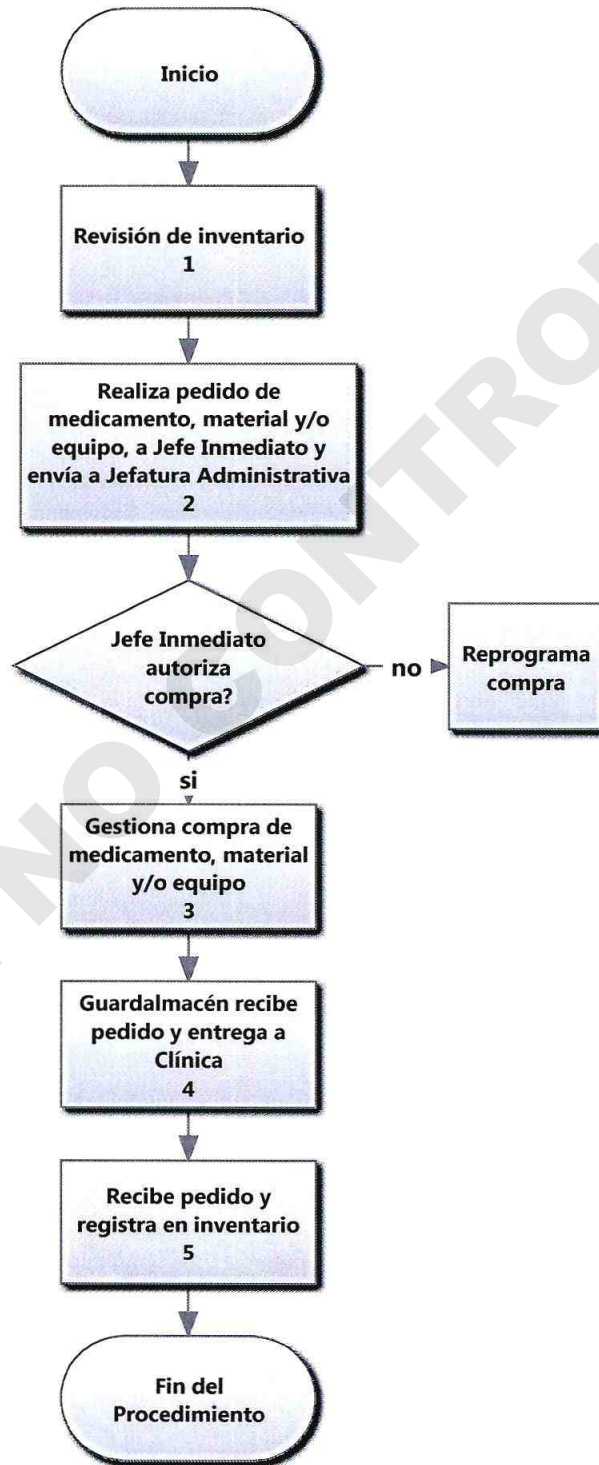 Inicio
Revisión de inventario
1
Realiza pedido de
medicamento, material y/o
equipo, a Jefe Inmediato y
envía a Jefatura Administrativa
2
Jefe Inmediato
autoriza
compra?
no
Reprograma
compra
si
Gestiona compra de
medicamento, material
y/o equipo
3
Guardalmacén recibe
pedido y entrega a
Clínica
4
Recibe pedido y
registra en inventario
5
Fin del
Procedimiento
NO CONTRO